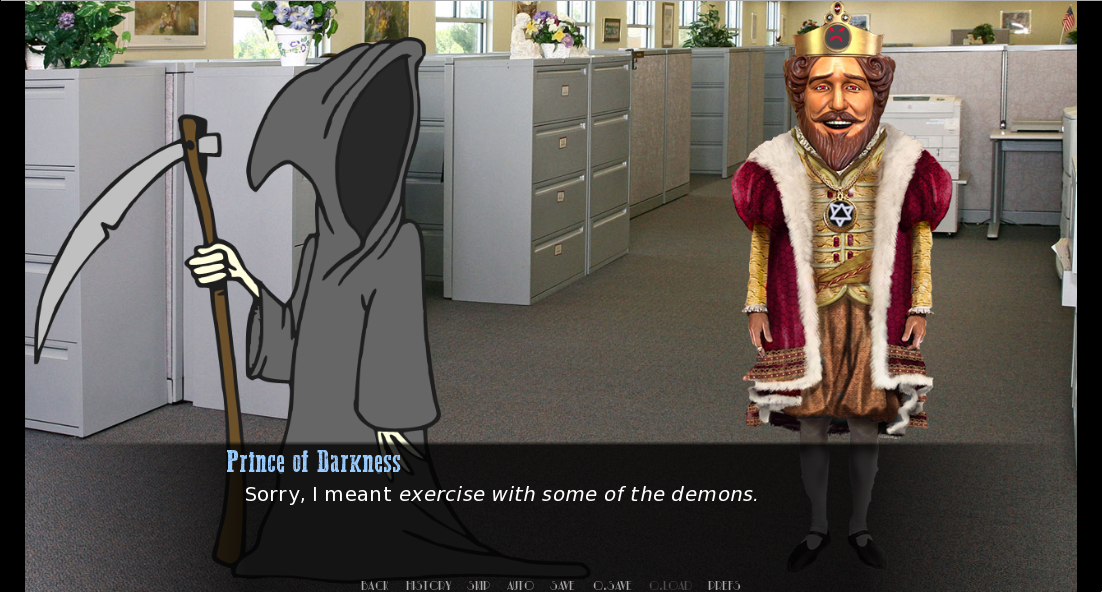 Prince of Darkness
Sorry, I meant exercise with some of the demons.
BACK HISTORY SKIP AUTO SAVE Q.SAVE Q.LOAD PREFS